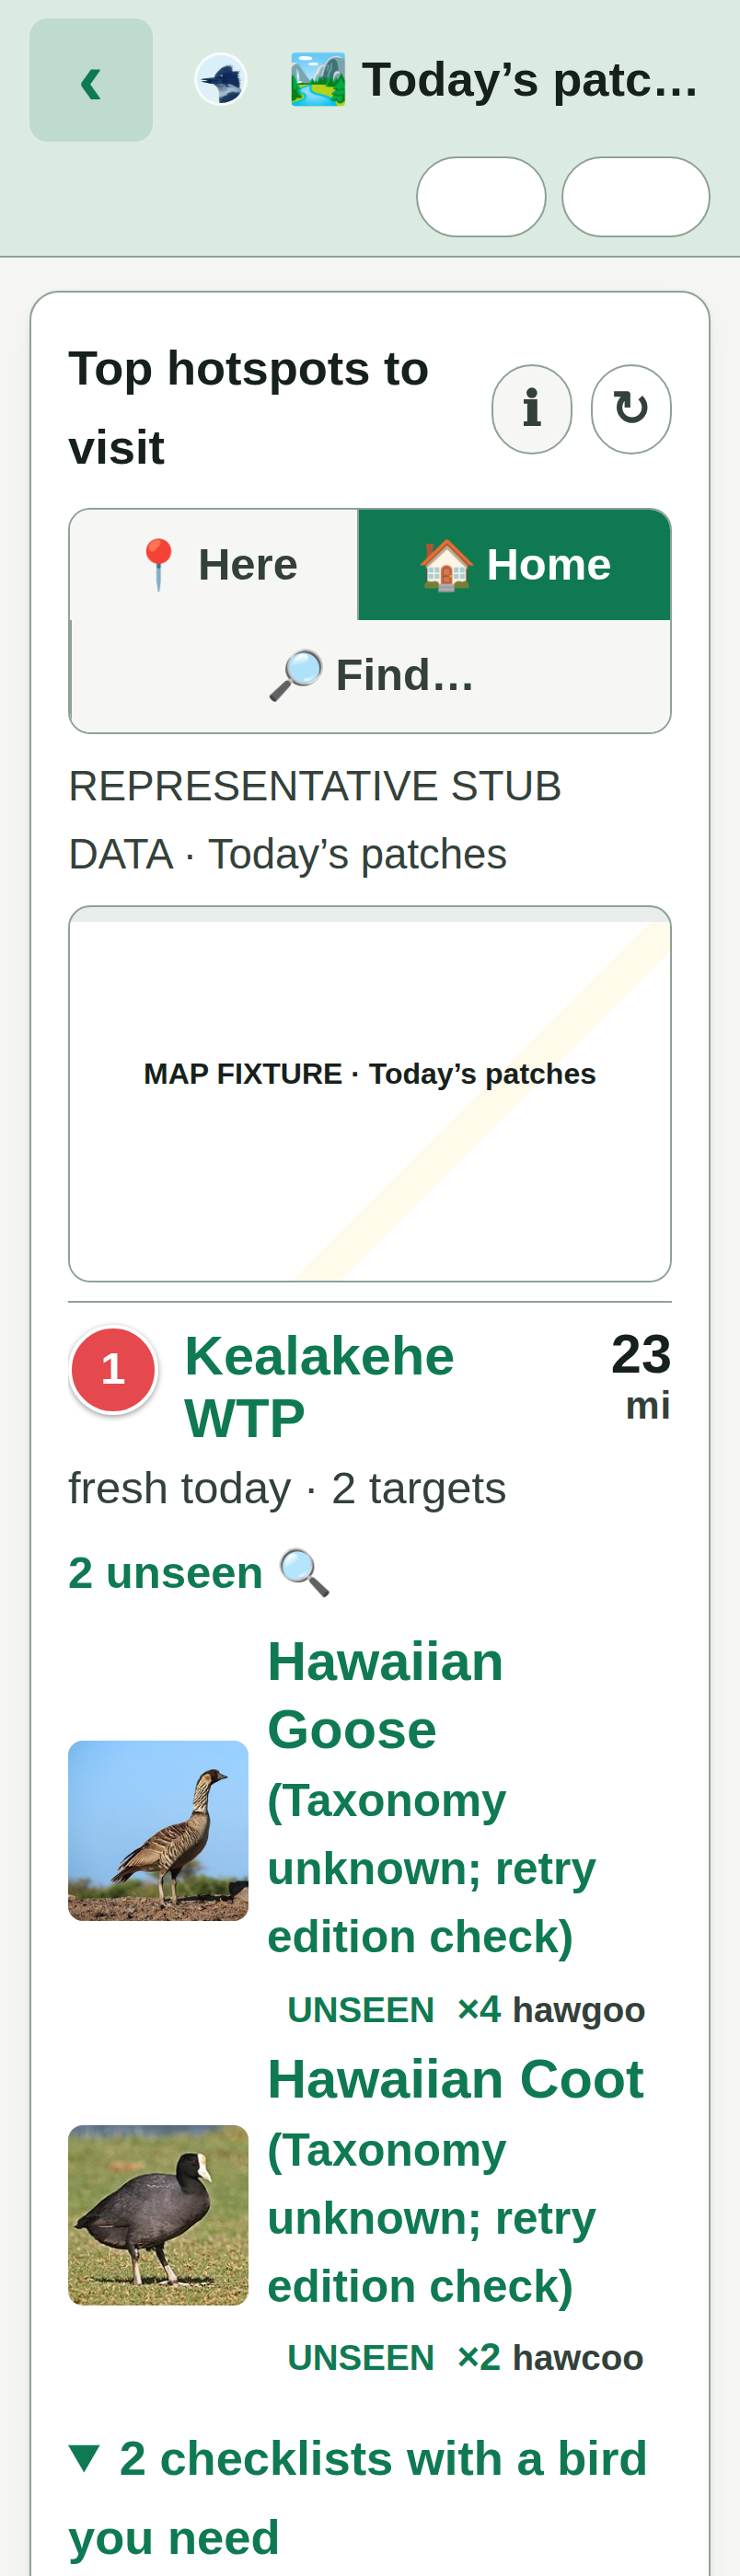 ‹ 🏞️ Today’s patc…
Top hotspots to
visit
ℹ ↻
📍 Here
🏠 Home
🔎 Find…
REPRESENTATIVE STUB
DATA · Today’s patches
MAP FIXTURE · Today’s patches
1 Kealakehe
WTP
23
mi
fresh today · 2 targets
2 unseen 🔍
Hawaiian
Goose
(Taxonomy
unknown; retry
edition check)
UNSEEN ×4 hawgoo
Hawaiian Coot
(Taxonomy
unknown; retry
edition check)
UNSEEN ×2 hawcoo
▼ 2 checklists with a bird
you need